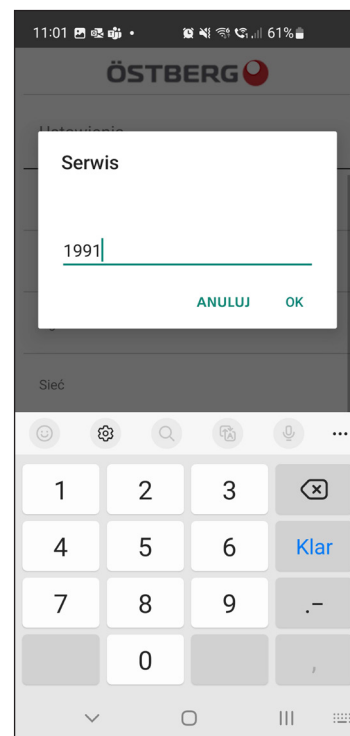 11:01 61%
ÖSTBERG
Ustawienia
Serwis
1991
ANULUJ OK
Sieć
1 2 3
4 5 6 Klar
7 8 9 .-
0 ,